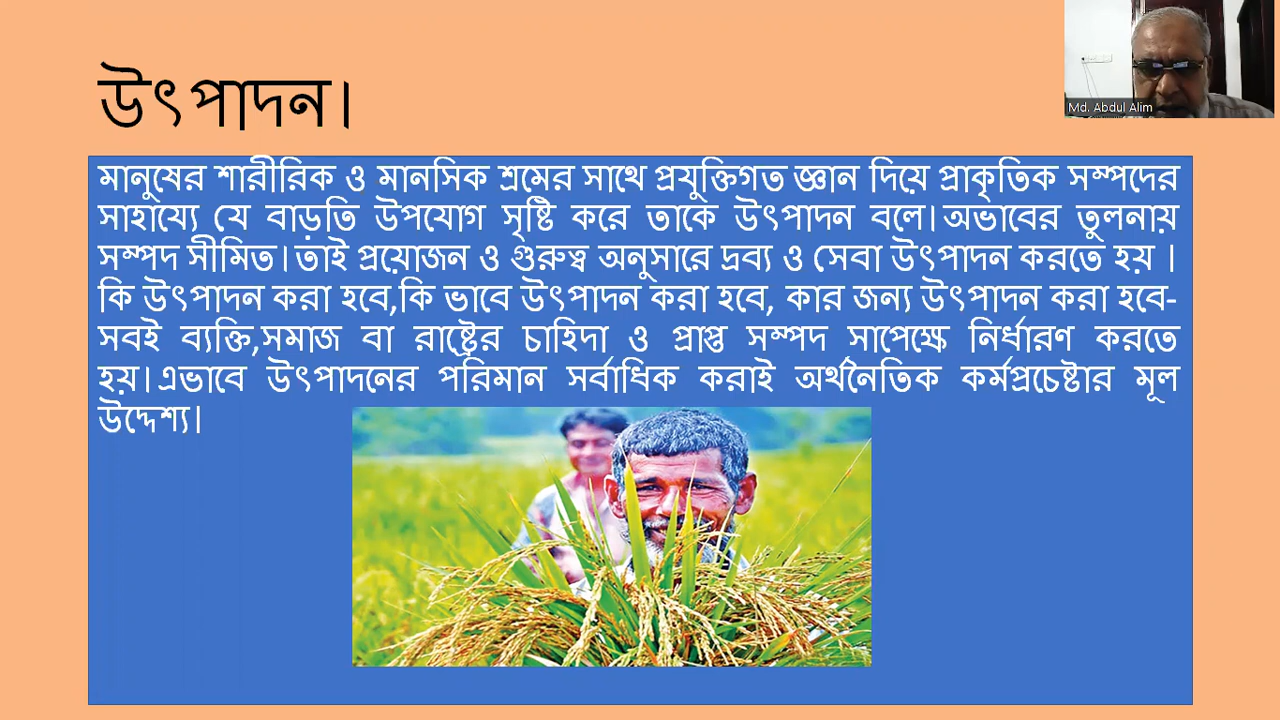 উৎপাদন।
Md. Abdul Alim
মানুষের শারীরিক ও মানসিক শ্রমের সাথে প্রযুক্তিগত জ্ঞান দিয়ে প্রাকৃতিক সম্পদের
সাহায্যে যে বাড়তি উপযোগ সৃষ্টি করে তাকে উৎপাদন বলে। অভাবের তুলনায়
সম্পদ সীমিত। তাই প্রয়োজন ও গুরুত্ব অনুসারে দ্রব্য ও সেবা উৎপাদন করতে হয় ।
কি উৎপাদন করা হবে,কি ভাবে উৎপাদন করা হবে, কার জন্য উৎপাদন করা হবে-
সবই ব্যক্তি,সমাজ বা রাষ্ট্রের চাহিদা ও প্রাপ্ত সম্পদ সাপেক্ষে নির্ধারণ করতে
হয়। এভাবে উৎপাদনের পরিমান সর্বাধিক করাই অর্থনৈতিক কর্মপ্রচেষ্টার মূল
উদ্দেশ্য।